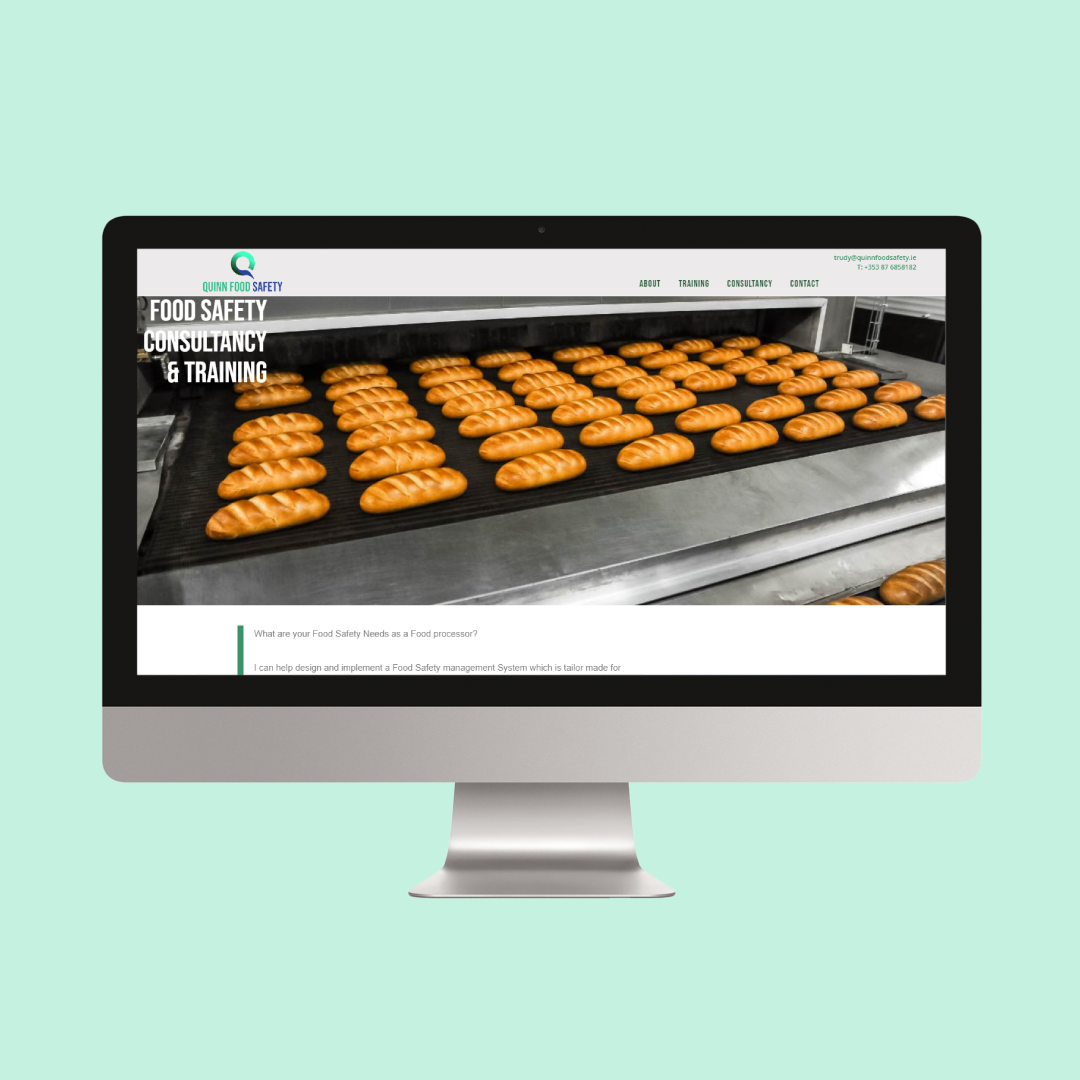 QUINN FOOD SAFETY
trudy@quinnfoodsafety.ie
T: +353 87 6858182
ABOUT TRAINING CONSULTANCY CONTACT
FOOD SAFETY
CONSULTANCY
& TRAINING
What are your Food Safety Needs as a Food processor?
I can help design and implement a Food Safety management System which is tailor made for